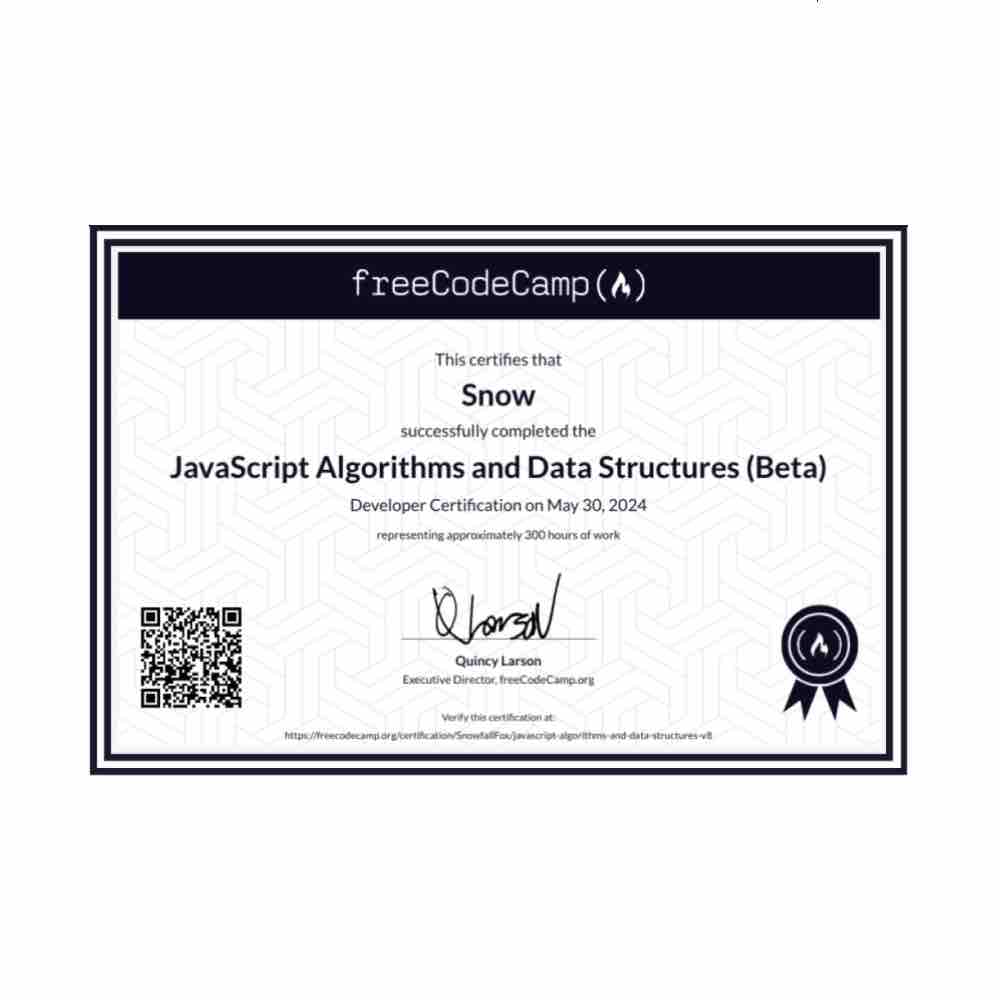 freeCodeCamp
This certifies that
Snow
successfully completed the
JavaScript Algorithms and Data Structures (Beta)
Developer Certification on May 30, 2024
representing approximately 300 hours of work
Q Larson
Quincy Larson
Executive Director, freeCodeCamp.org
Verify this certification at:
https://freecodecamp.org/certification/SnowfallFox/javascript-algorithms-and-data-structures-v8